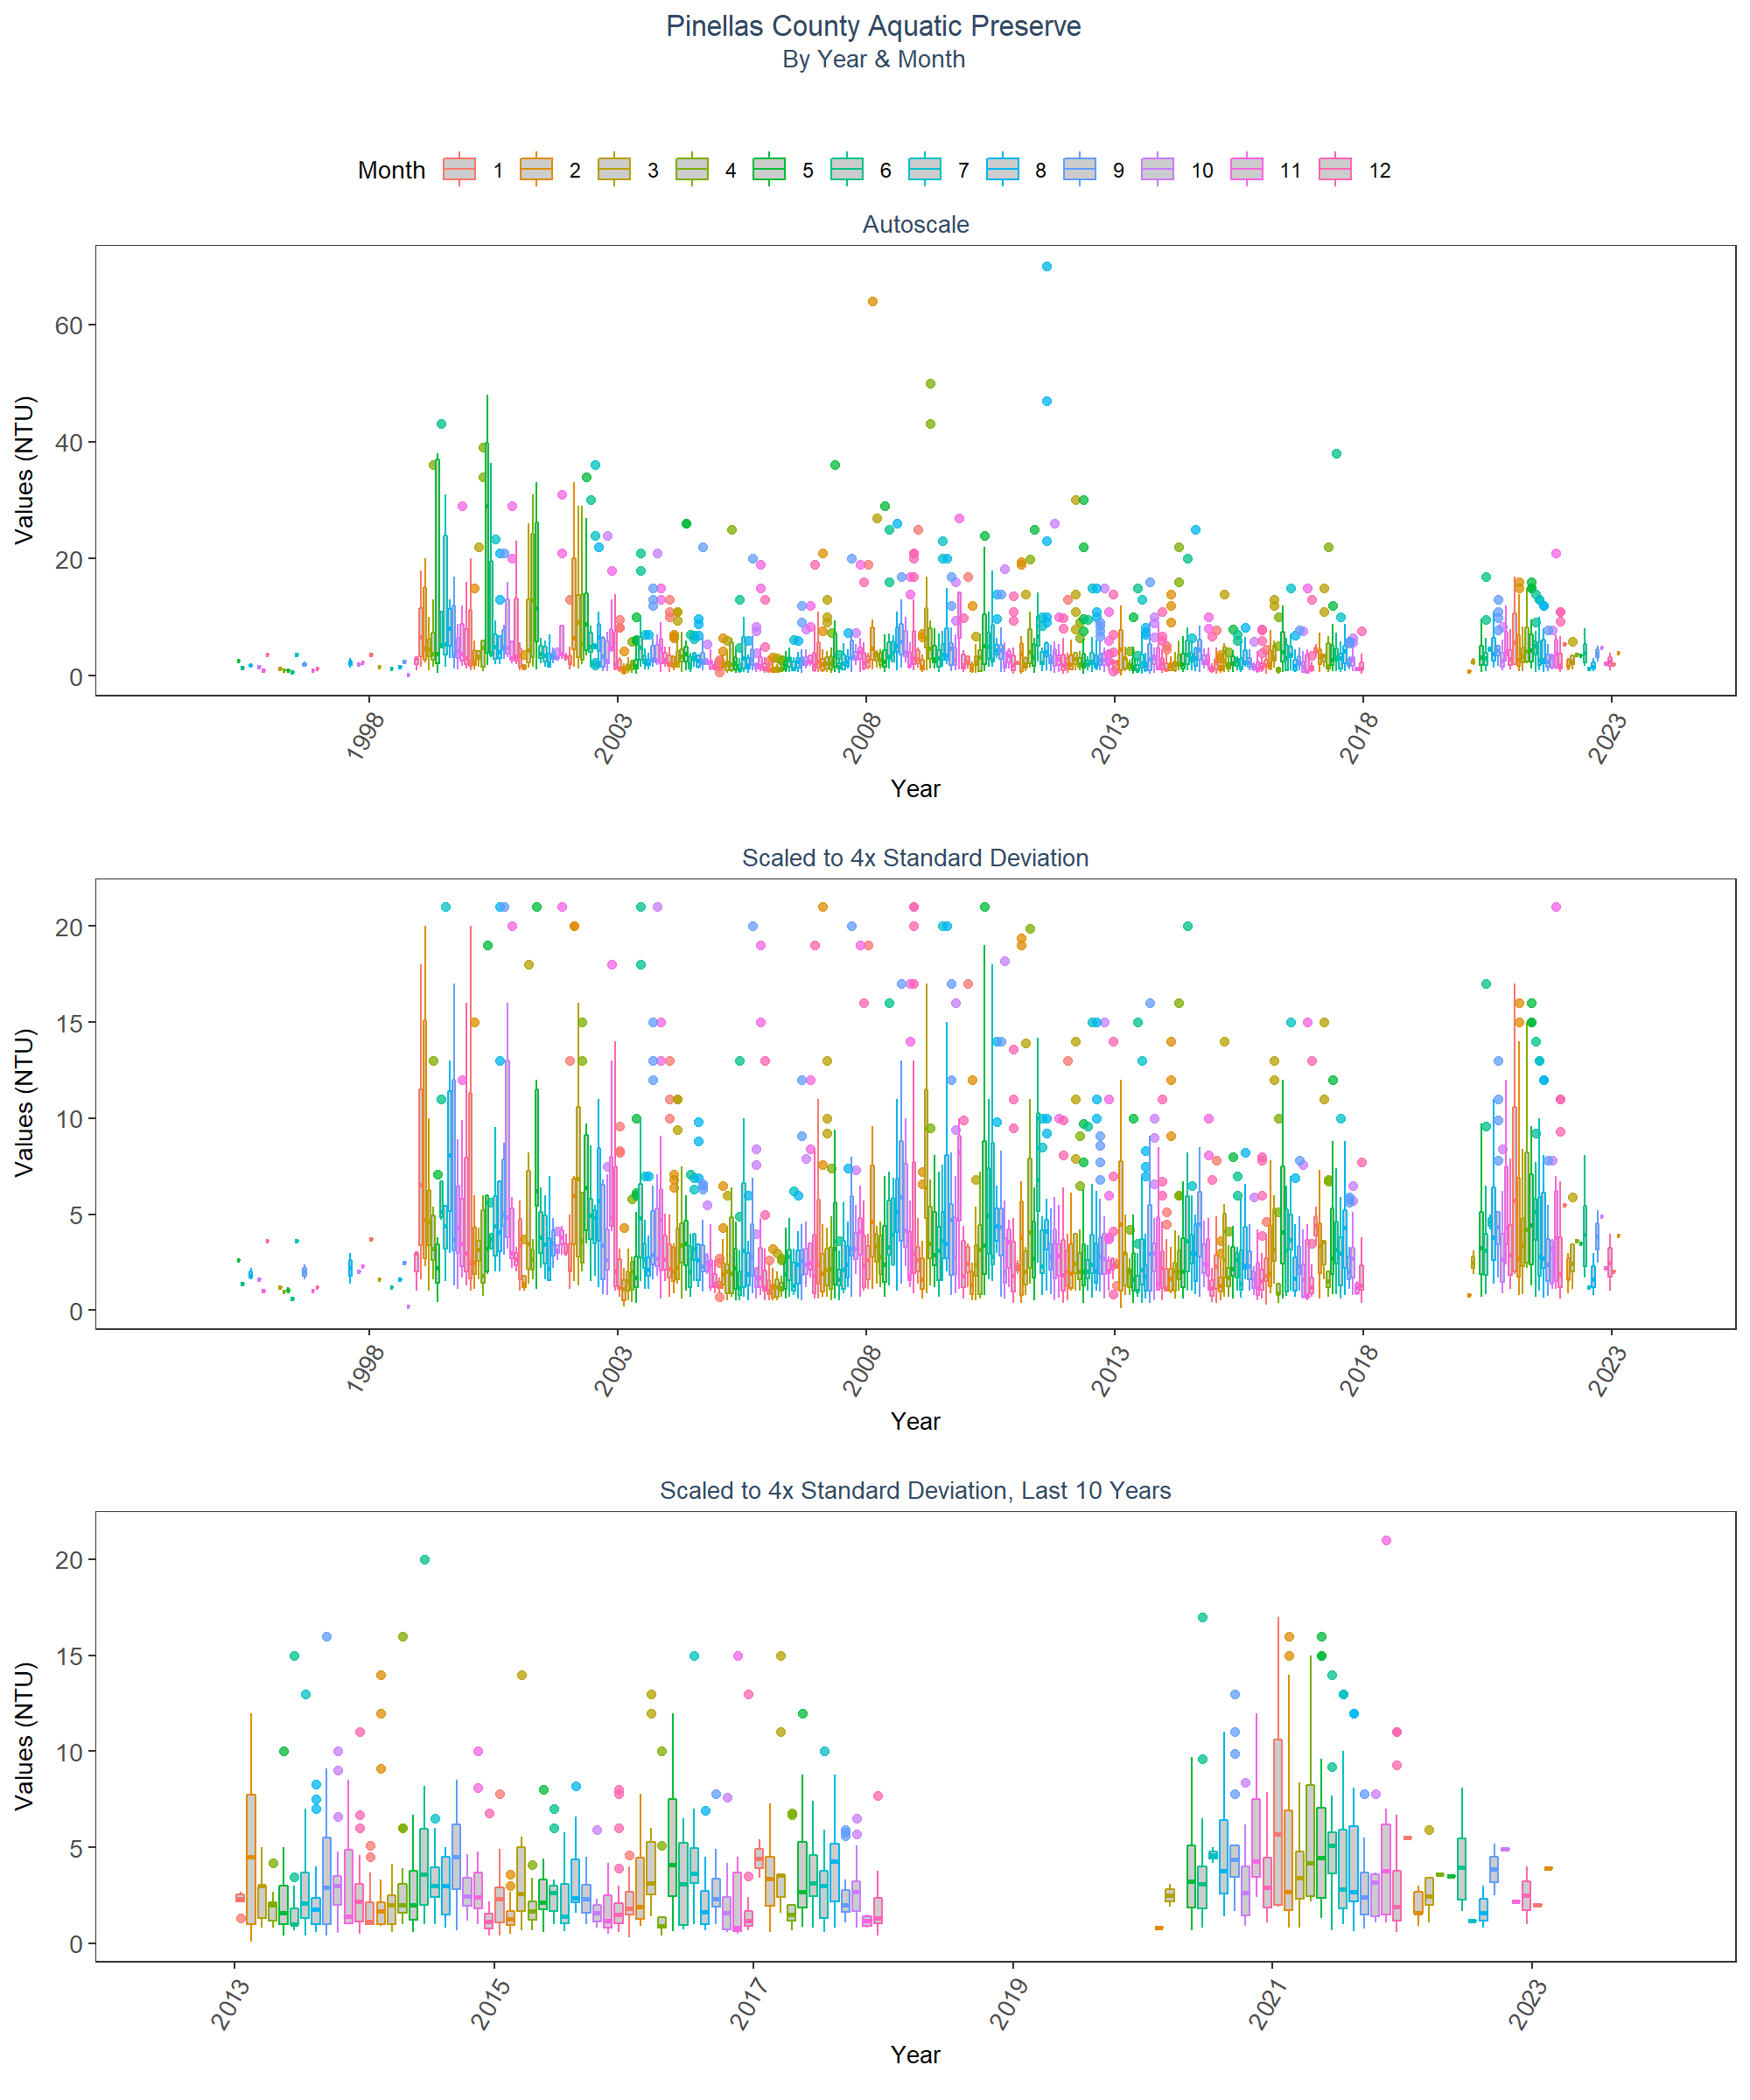 Pinellas County Aquatic Preserve
By Year & Month
Month 1 2 3 4 5 6 7 8 9 10 11 12
Autoscale
Values (NTU)
60
40
20
0
1998 2003 2008 2013 2018 2023
Year
Scaled to 4x Standard Deviation
Values (NTU)
20
15
10
5
0
1998 2003 2008 2013 2018 2023
Year
Scaled to 4x Standard Deviation, Last 10 Years
Values (NTU)
20
15
10
5
0
2013 2015 2017 2019 2021 2023
Year